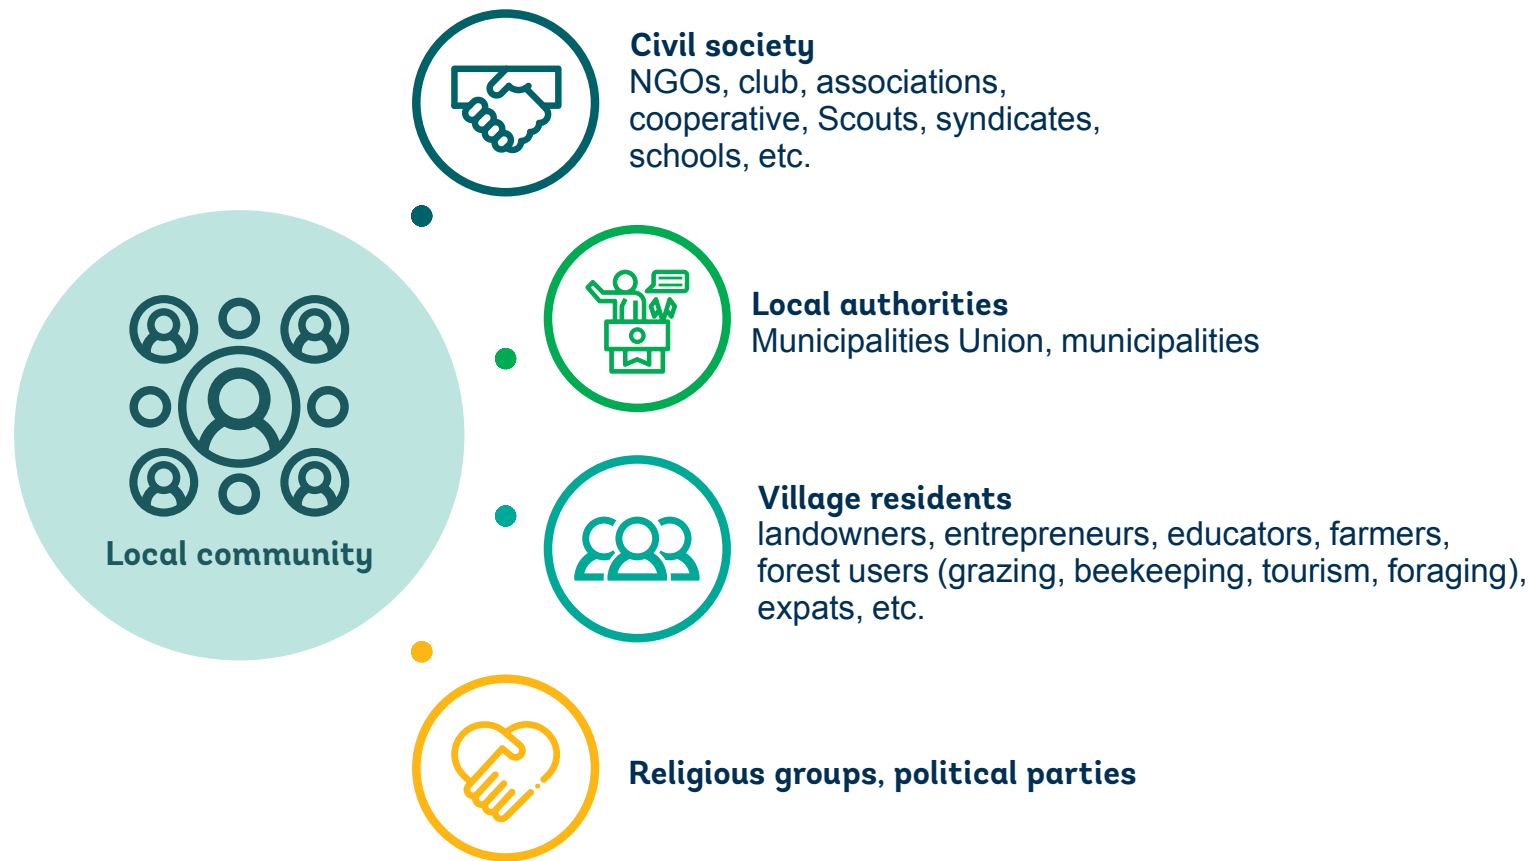 Civil society
NGOs, club, associations,
cooperative, Scouts, syndicates,
schools, etc.
Local authorities
Municipalities Union, municipalities
Local community
Village residents
landowners, entrepreneurs, educators, farmers,
forest users (grazing, beekeeping, tourism, foraging),
expats, etc.
Religious groups, political parties